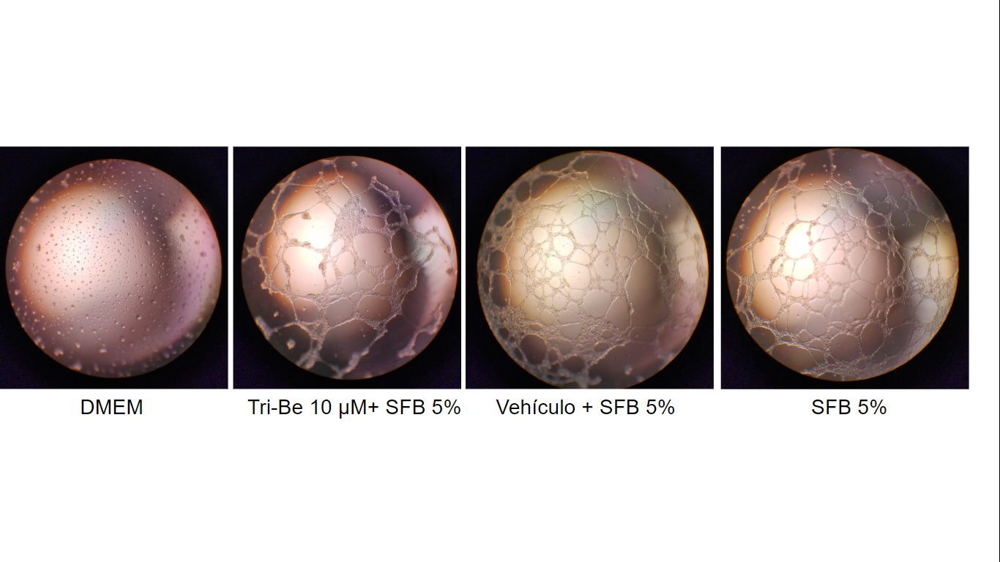 DMEM
Tri-Be 10 µM+ SFB 5%
Vehículo + SFB 5%
SFB 5%